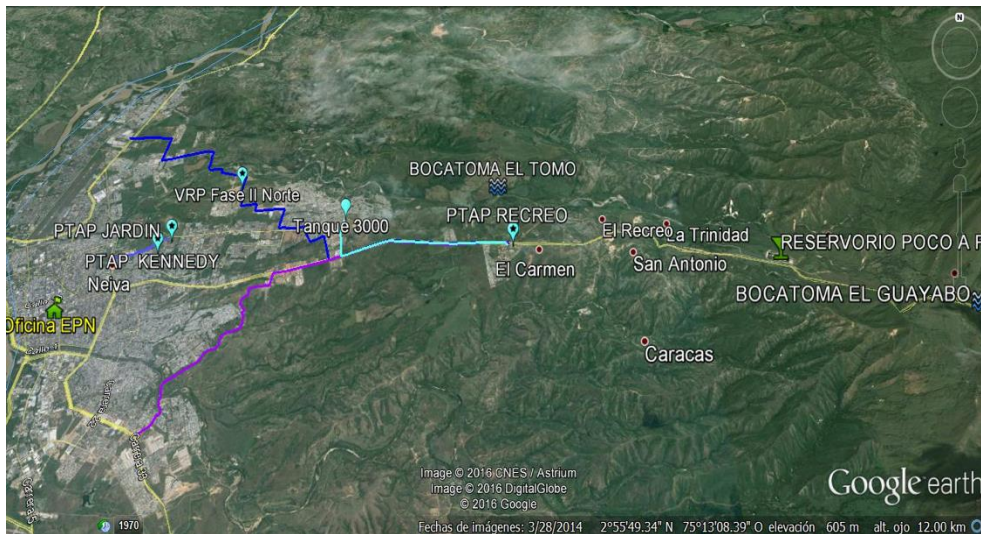 N
BOCATOMA EL TOMO
VRP Fase II Norte
PTAP RECREO
Tanque 3000
PTAP JARDIN
El Recreo
La Trinidad
RESERVORIO POCO A P
PTAP KENNEDY
El Carmen
San Antonio
Neiva
BOCATOMA EL GUAYABO
Oficina EPN
Caracas
Image © 2016 CNES / Astrium
Image © 2016 DigitalGlobe
© 2016 Google
Google earth
1970
Fechas de imágenes: 3/28/2014 2°55'49.34" N 75°13'08.39" O elevación 605 m alt. ojo 12.00 km